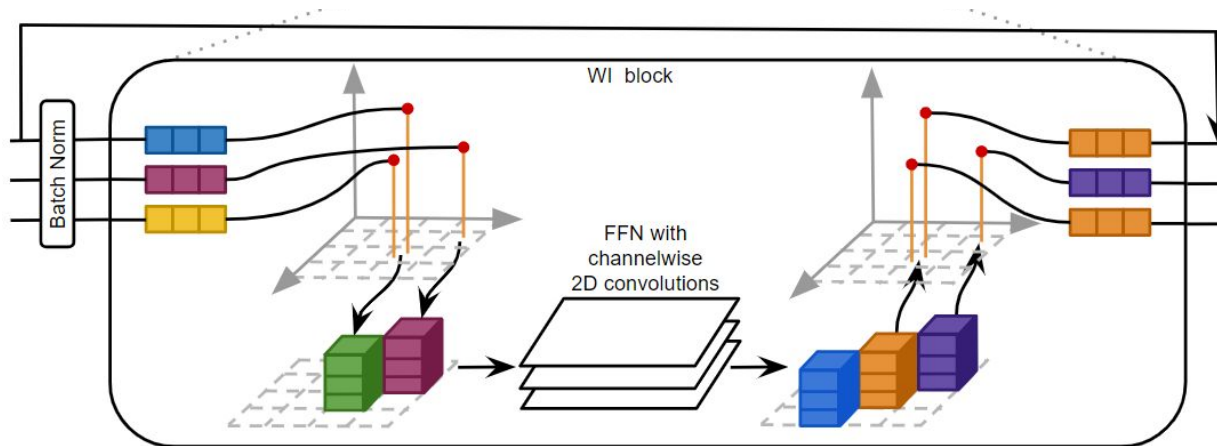 WI block
Batch Norm
FFN with
channelwise
2D convolutions